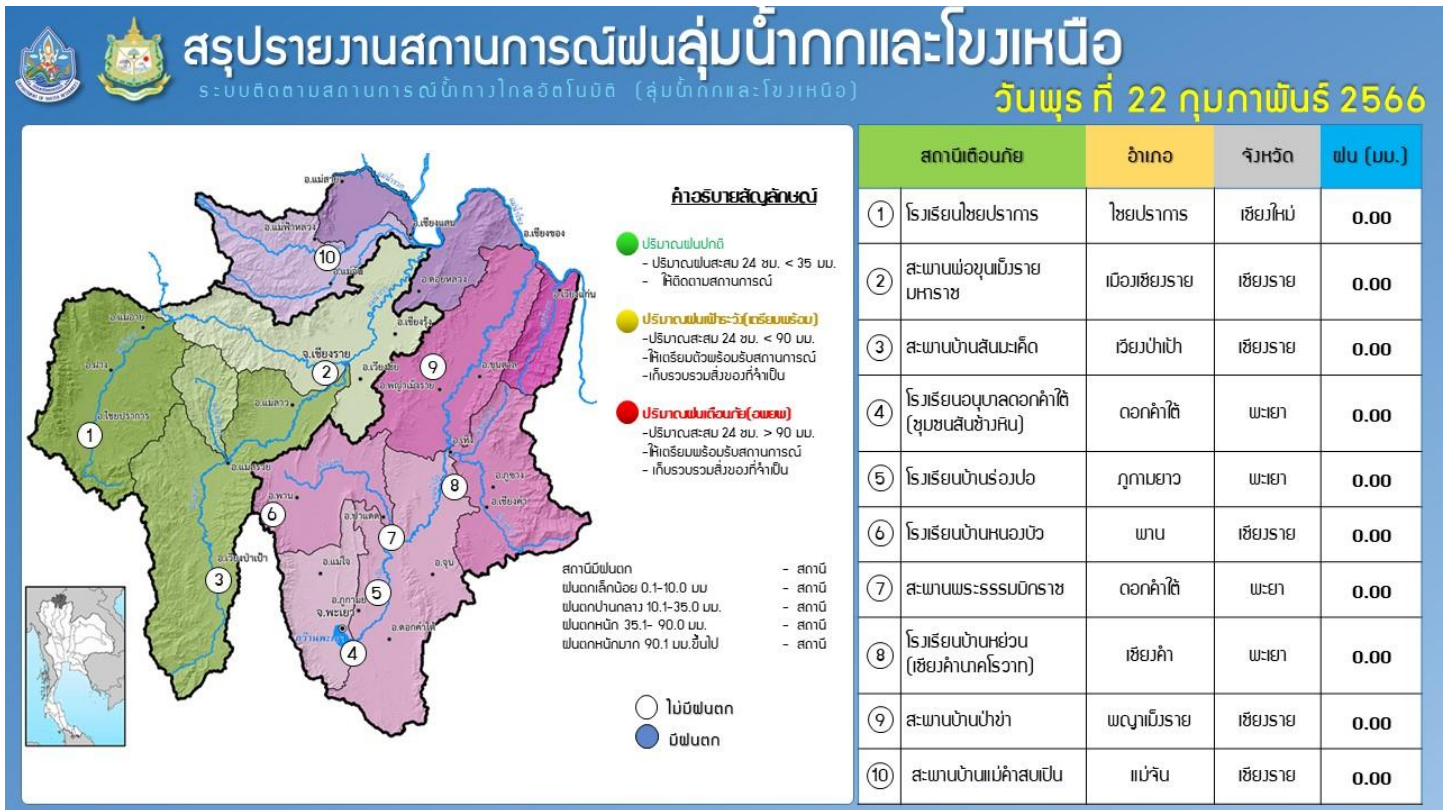 สรุปรายงานสถานการณ์ฝนลุ่มน้ำกกและโขงเหนือ
ระบบติดตามสถานการณ์น้ำทางไกลอัตโนมัติ (ลุ่มน้ำกกและโขงเหนือ)
วันพุธ ที่ 22 กุมภาพันธ์ 2566
อ.แม่สาย
อ.แม่ฟ้าหลวง
อ.เชียงแสน
อ.เชียงของ
10
อ.แม่จัน
อ.ดอยหลวง
อ.เวียงแก่น
อ.แม่อาย
อ.เชียงรุ้ง
จ.เชียงราย
อ.ฝาง
2
อ.เวียงชัย
9
อ.ขุนตาล
อ.พญาเม็งราย
อ.ไชยปราการ
อ.แม่ลาว
1
อ.เทิง
อ.แม่สรวย
8
อ.ภูซาง
อ.เชียงคำ
อ.พาน
6
อ.ป่าแดด
7
อ.เวียงป่าเป้า
3
อ.แม่ใจ
อ.จุน
5
จ.พะเยา
อ.ดอกคำใต้
กว๊านพะเยา
4
คำอธิบายสัญลักษณ์
ปริมาณฝนปกติ
- ปริมาณฝนสะสม 24 ชม. < 35 มม.
- ให้ติดตามสถานการณ์
ปริมาณฝนเฝ้าระวัง(เตรียมพร้อม)
-ปริมาณสะสม 24 ชม. < 90 มม.
-ให้เตรียมตัวพร้อมรับสถานการณ์
-เก็บรวบรวมสิ่งของที่จำเป็น
ปริมาณฝนเตือนภัย(อพยพ)
-ปริมาณสะสม 24 ชม. > 90 มม.
-ให้เตรียมพร้อมรับสถานการณ์
- เก็บรวบรวมสิ่งของที่จำเป็น
สถานีมีฝนตก - สถานี
ฝนตกเล็กน้อย 0.1-10.0 มม - สถานี
ฝนตกปานกลาง 10.1-35.0 มม. - สถานี
ฝนตกหนัก 35.1- 90.0 มม. - สถานี
ฝนตกหนักมาก 90.1 มม.ขึ้นไป - สถานี
ไม่มีฝนตก
มีฝนตก
สถานีเตือนภัย อำเภอ จังหวัด ฝน (มม.)
1 โรงเรียนไชยปราการ ไชยปราการ เชียงใหม่ 0.00
2 สะพานพ่อขุนเม็งราย
มหาราช เมืองเชียงราย เชียงราย 0.00
3 สะพานบ้านสันมะเค็ด เวียงป่าเป้า เชียงราย 0.00
4 โรงเรียนอนุบาลดอกคำใต้
(ชุมชนสันช้างหิน) ดอกคำใต้ พะเยา 0.00
5 โรงเรียนบ้านร่องปอ ภูกามยาว พะเยา 0.00
6 โรงเรียนบ้านหนองบัว พาน เชียงราย 0.00
7 สะพานพระธรรมมิกราช ดอกคำใต้ พะเยา 0.00
8 โรงเรียนบ้านหย่วน
(เชียงคำนาคโรวาท) เชียงคำ พะเยา 0.00
9 สะพานบ้านป่าข่า พญาเม็งราย เชียงราย 0.00
10 สะพานบ้านแม่คำสบเปิน แม่จัน เชียงราย 0.00